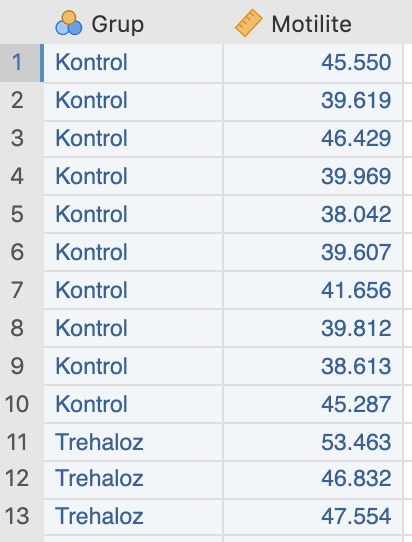 Grup Motilite
1 Kontrol 45.550
2 Kontrol 39.619
3 Kontrol 46.429
4 Kontrol 39.969
5 Kontrol 38.042
6 Kontrol 39.607
7 Kontrol 41.656
8 Kontrol 39.812
9 Kontrol 38.613
10 Kontrol 45.287
11 Trehaloz 53.463
12 Trehaloz 46.832
13 Trehaloz 47.554